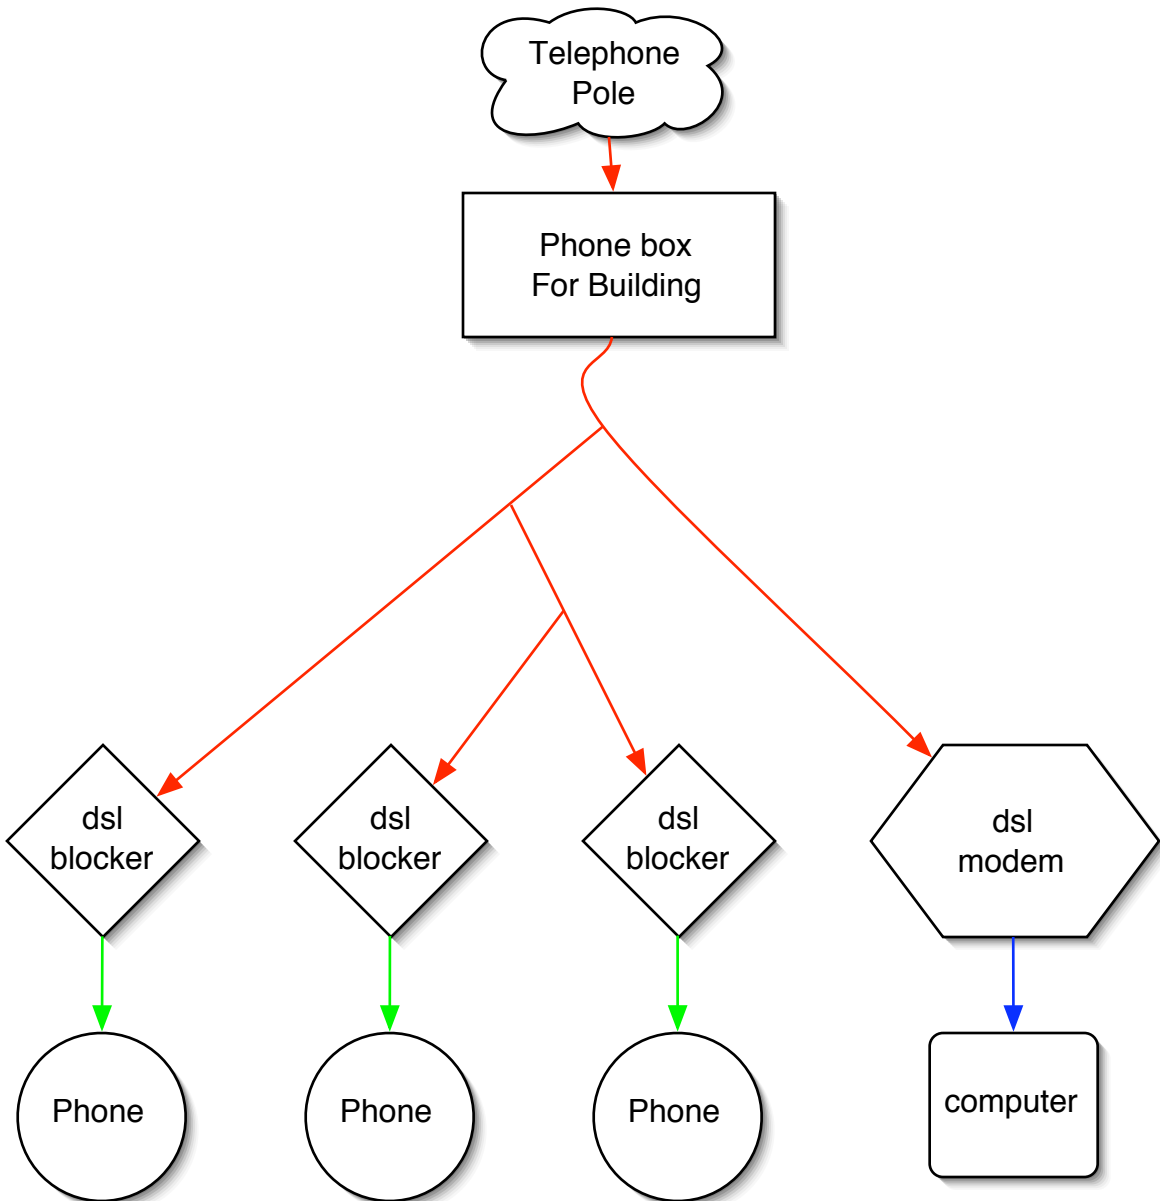 Telephone
Pole
Phone box
For Building
dsl
blocker
dsl
blocker
dsl
blocker
dsl
modem
Phone
Phone
Phone
computer